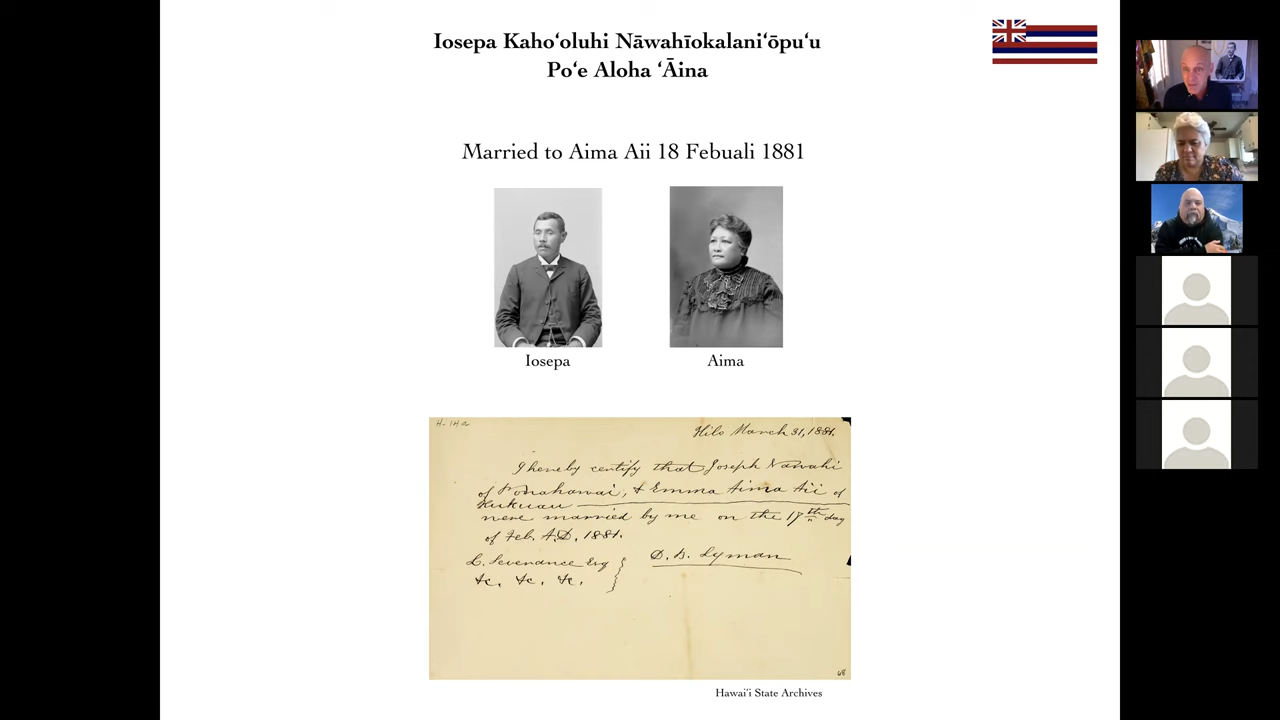 Iosepa Kahoʻoluhi Nāwahīokalaniʻōpuʻu
Poʻe Aloha ʻĀina
Married to Aima Aii 18 Febuali 1881
Iosepa
Aima
H-14a
Hilo March 31, 1881.
I hereby certify that Joseph Nawahi
of Ponahawai, & Emma Aima Aii of
Kukuau
were married by me on the 17th day
of Feb. A.D. 1881.
L. Severance Esq
&c. &c. &c.
D. B. Lyman
68
Hawaiʻi State Archives